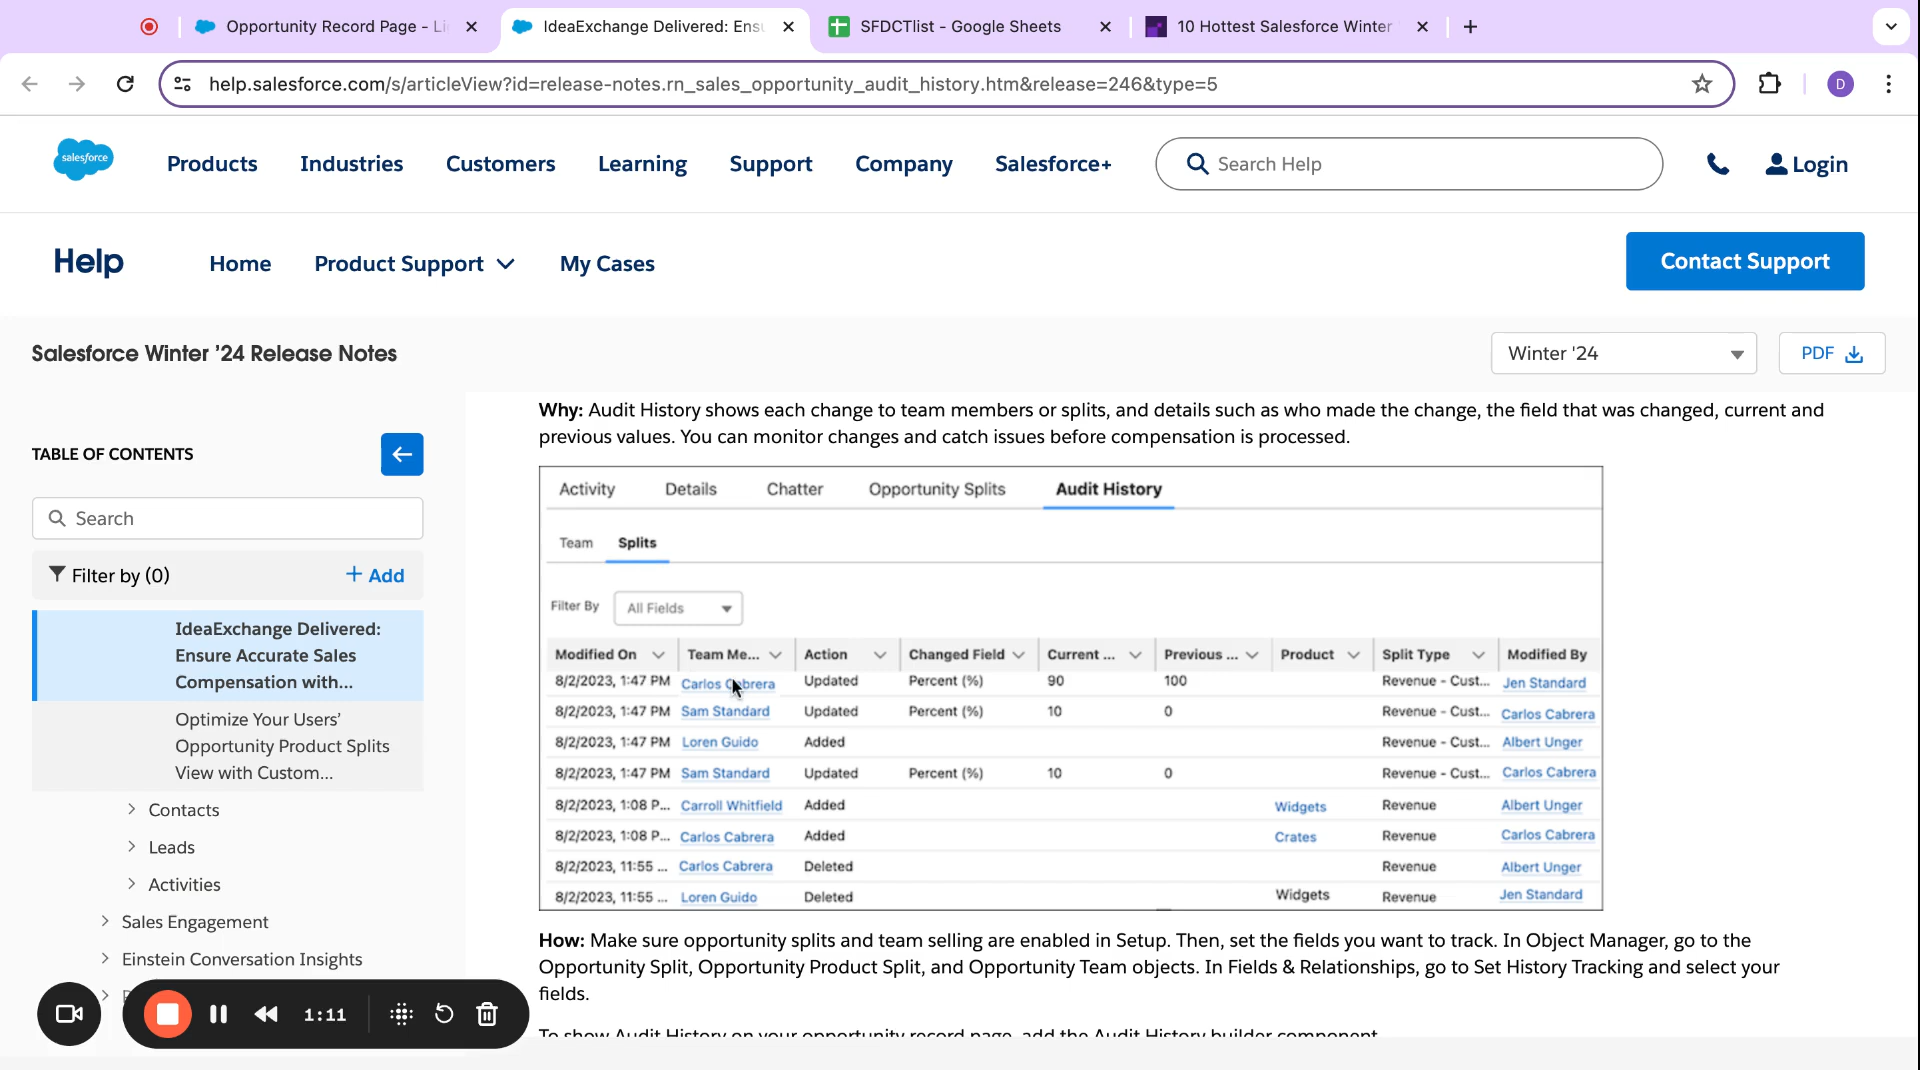 Opportunity Record Page - Li
IdeaExchange Delivered: Ensu
SFDCTlist - Google Sheets
10 Hottest Salesforce Winter
help.salesforce.com/s/articleView?id=release-notes.rn_sales_opportunity_audit_history.htm&release=246&type=5
D
salesforce
Products Industries Customers Learning Support Company Salesforce+
Search Help
Login
Help
Home Product Support My Cases
Contact Support
Salesforce Winter ’24 Release Notes
Winter '24
PDF
TABLE OF CONTENTS
Search
Filter by (0)
+ Add
IdeaExchange Delivered:
Ensure Accurate Sales
Compensation with...
Optimize Your Users’
Opportunity Product Splits
View with Custom...
Contacts
Leads
Activities
Sales Engagement
Einstein Conversation Insights
1:11
Why: Audit History shows each change to team members or splits, and details such as who made the change, the field that was changed, current and
previous values. You can monitor changes and catch issues before compensation is processed.
Activity Details Chatter Opportunity Splits Audit History
Team Splits
Filter By All Fields
Modified On Team Me... Action Changed Field Current ... Previous ... Product Split Type Modified By
8/2/2023, 1:47 PM Carlos Cabrera Updated Percent (%) 90 100 Revenue - Cust... Jen Standard
8/2/2023, 1:47 PM Sam Standard Updated Percent (%) 10 0 Revenue - Cust... Carlos Cabrera
8/2/2023, 1:47 PM Loren Guido Added Revenue - Cust... Albert Unger
8/2/2023, 1:47 PM Sam Standard Updated Percent (%) 10 0 Revenue - Cust... Carlos Cabrera
8/2/2023, 1:08 P... Carroll Whitfield Added Widgets Revenue Albert Unger
8/2/2023, 1:08 P... Carlos Cabrera Added Crates Revenue Carlos Cabrera
8/2/2023, 11:55 ... Carlos Cabrera Deleted Revenue Albert Unger
8/2/2023, 11:55 ... Loren Guido Deleted Widgets Revenue Jen Standard
How: Make sure opportunity splits and team selling are enabled in Setup. Then, set the fields you want to track. In Object Manager, go to the
Opportunity Split, Opportunity Product Split, and Opportunity Team objects. In Fields & Relationships, go to Set History Tracking and select your
fields.
To show Audit History on your opportunity record page, add the Audit History builder component